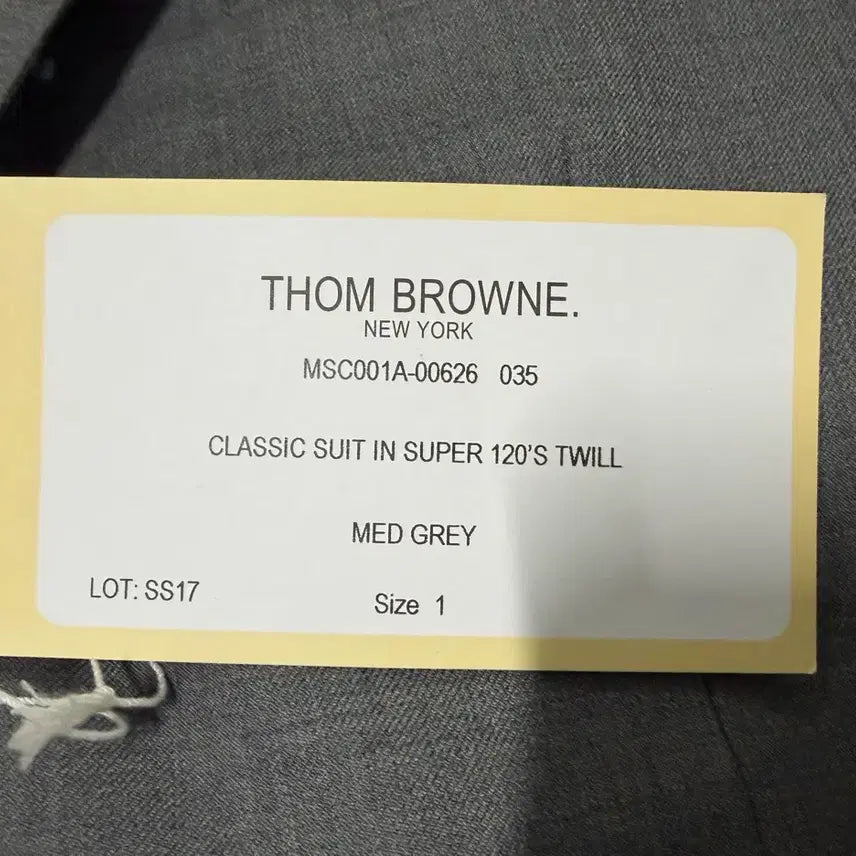 THOM BROWNE.
NEW YORK
MSC001A-00626 035
CLASSIC SUIT IN SUPER 120'S TWILL
MED GREY
LOT: SS17 Size 1